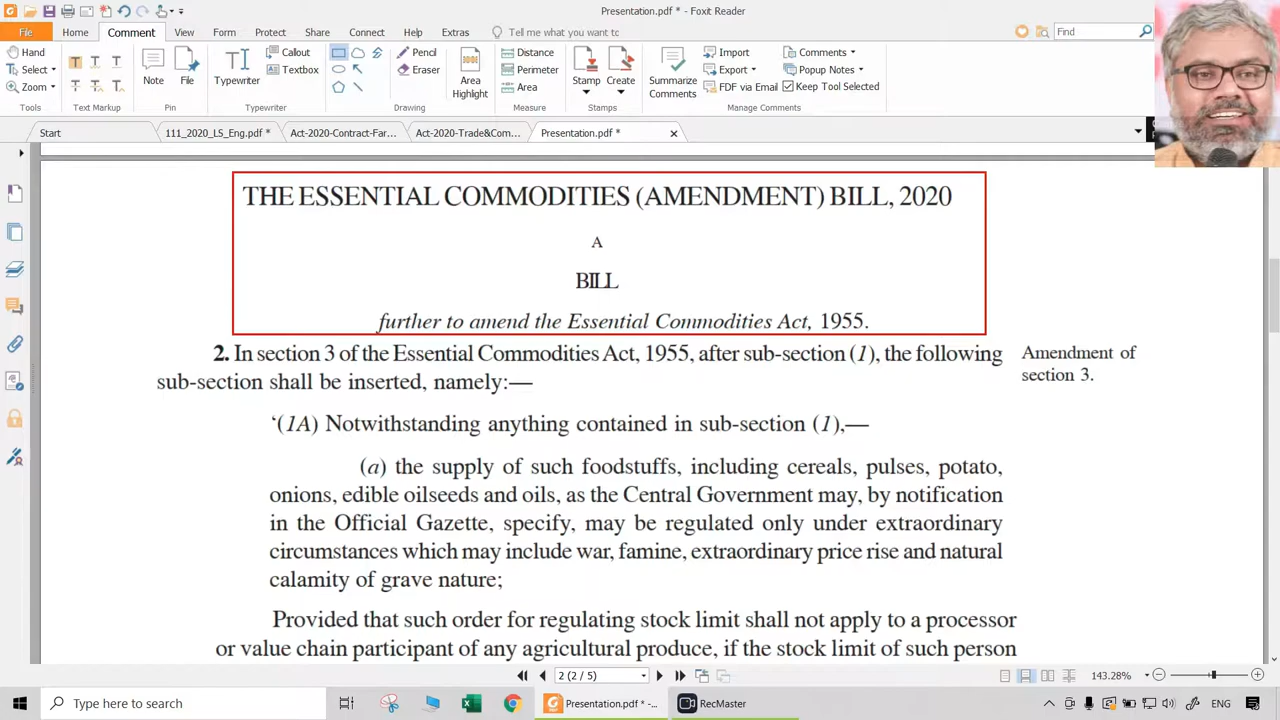 Presentation.pdf * - Foxit Reader
File Home Comment View Form Protect Share Connect Help Extras Tell me what you want to Find
Hand
Select
Zoom
Tools
Text Markup
Note
File
Pin
Typewriter
Callout
Textbox
Typewriter
Pencil
Eraser
Drawing
Area
Highlight
Distance
Perimeter
Area
Measure
Stamp
Create
Stamps
Summarize
Comments
Import
Export
FDF via Email
Comments
Popup Notes
Keep Tool Selected
Manage Comments
Start 111_2020_LS_Eng.pdf * Act-2020-Contract-Far... Act-2020-Trade&Com... Presentation.pdf *
THE ESSENTIAL COMMODITIES (AMENDMENT) BILL, 2020
A
BILL
further to amend the Essential Commodities Act, 1955.
2. In section 3 of the Essential Commodities Act, 1955, after sub-section (1), the following
sub-section shall be inserted, namely:—
Amendment of
section 3.
‘(1A) Notwithstanding anything contained in sub-section (1),—
(a) the supply of such foodstuffs, including cereals, pulses, potato,
onions, edible oilseeds and oils, as the Central Government may, by notification
in the Official Gazette, specify, may be regulated only under extraordinary
circumstances which may include war, famine, extraordinary price rise and natural
calamity of grave nature;
Provided that such order for regulating stock limit shall not apply to a processor
or value chain participant of any agricultural produce, if the stock limit of such person
2 (2 / 5) 143.28%
Type here to search Presentation.pdf * -... RecMaster ENG